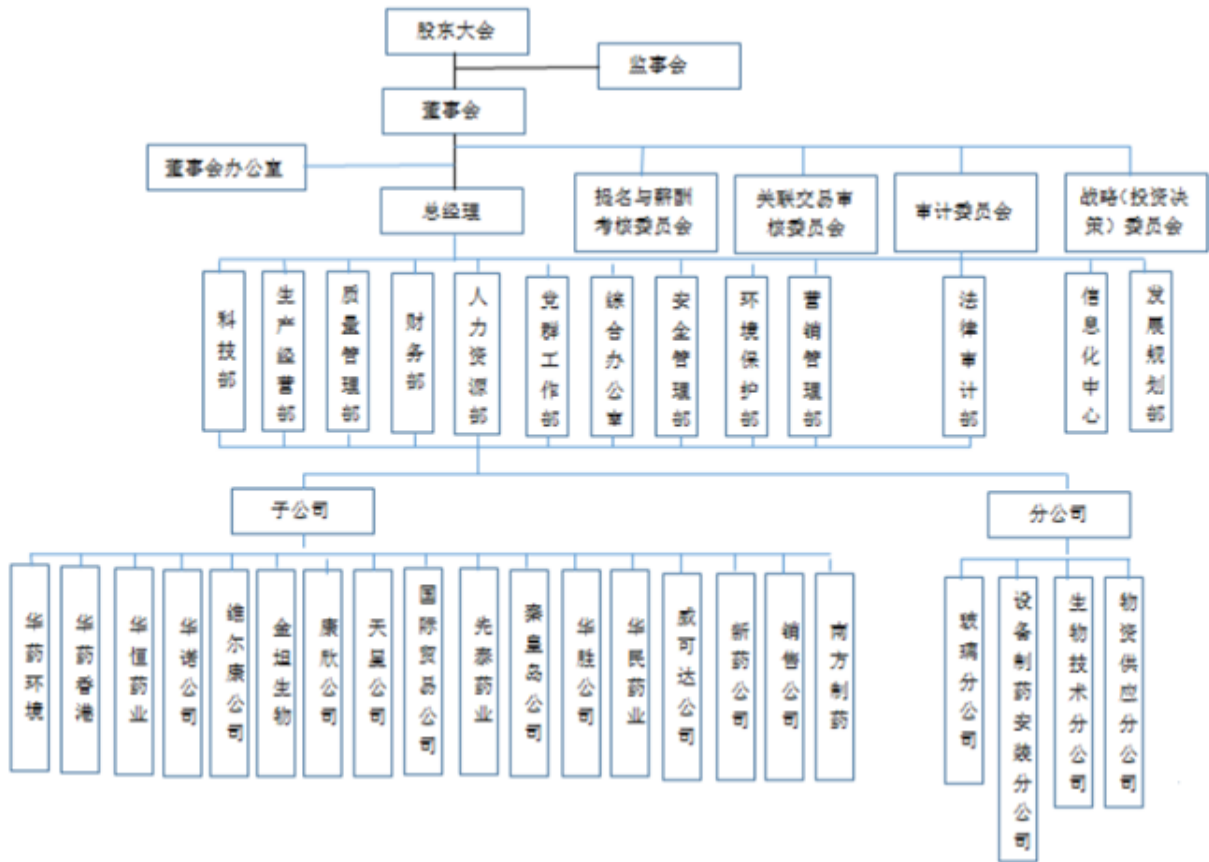 股东大会
监事会
董事会
董事会办公室
总经理
提名与薪酬
考核委员会
关联交易审
核委员会
审计委员会
战略(投资决
策)委员会
科技部
生产经营部
质量管理部
财务部
人力资源部
党群工作部
综合办公室
安全管理部
环境保护部
营销管理部
法律审计部
信息化中心
发展规划部
子公司
分公司
华药环境
华药香港
华恒药业
华诺公司
维尔康公司
金坦生物
康欣公司
天星公司
国际贸易公司
先泰药业
秦皇岛公司
华胜公司
华民药业
威可达公司
新药公司
销售公司
南方制药
玻璃分公司
设备制药安装分公司
生物技术分公司
物资供应分公司